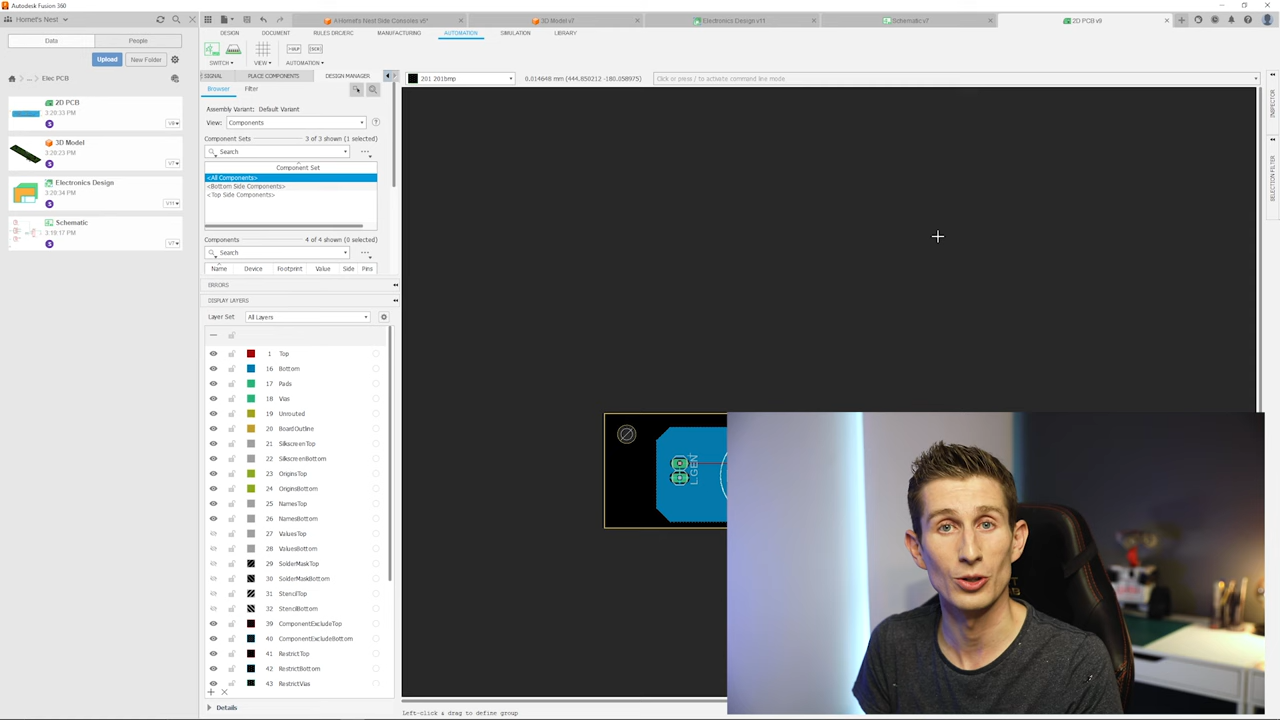 Autodesk Fusion 360
Hornet's Nest
A-Hornet's Nest Side Consoles v5*
3D Model v7
Electronics Design v11
Schematic v7
2D PCB v9
Data
People
Upload
New Folder
... Elec PCB
2D PCB
3:20:33 PM
V9
3D Model
3:20:23 PM
V7
Electronics Design
3:20:34 PM
V11
Schematic
3:19:17 PM
V7
DESIGN
DOCUMENT
RULES DRC/ERC
MANUFACTURING
AUTOMATION
SIMULATION
LIBRARY
SWITCH
VIEW
AUTOMATION
E SIGNAL
PLACE COMPONENTS
DESIGN MANAGER
201 201bmp
0.014648 mm (444.850212 -180.058975)
Click or press / to activate command line mode
Browser
Filter
Assembly Variant: Default Variant
View:
Components
Component Sets
3 of 3 shown (1 selected)
Search
Component Set
<All Components>
<Bottom Side Components>
<Top Side Components>
Components
4 of 4 shown (0 selected)
Search
Name
Device
Footprint
Value
Side
Pins
ERRORS
DISPLAY LAYERS
Layer Set
All Layers
1 Top
16 Bottom
17 Pads
18 Vias
19 Unrouted
20 BoardOutline
21 SilkscreenTop
22 SilkscreenBottom
23 OriginsTop
24 OriginsBottom
25 NamesTop
26 NamesBottom
27 ValuesTop
28 ValuesBottom
29 SolderMaskTop
30 SolderMaskBottom
31 StencilTop
32 StencilBottom
39 ComponentExcludeTop
40 ComponentExcludeBottom
41 RestrictTop
42 RestrictBottom
43 RestrictVias
Details
Left-click & drag to define group
INSPECTOR
SELECTION FILTER